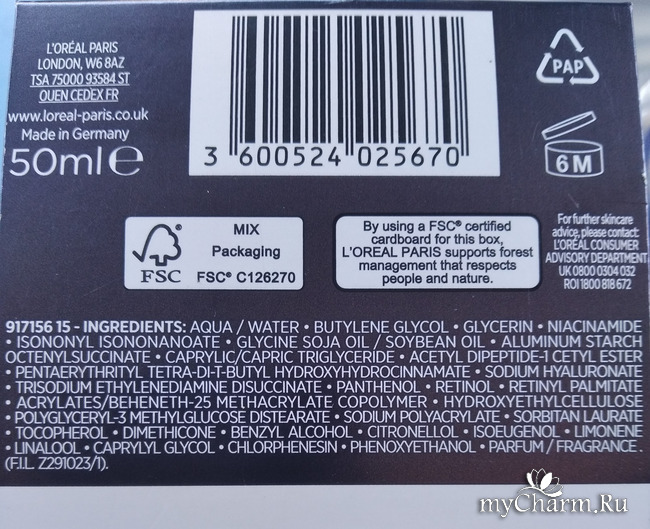 L'ORÉAL PARIS
LONDON, W6 8AZ
TSA 75000 93584 ST
OUEN CEDEX FR
www.loreal-paris.co.uk
Made in Germany
50ml e
3 600524 025670
PAP
6 M
FSC
MIX
Packaging
FSC® C126270
By using a FSC® certified
cardboard for this box,
L'ORÉAL PARIS supports forest
management that respects
people and nature.
For further skincare
advice, please contact:
L'ORÉAL CONSUMER
ADVISORY DEPARTMENT
UK 0800 0304 032
ROI 1800 818 672
917156 15 - INGREDIENTS: AQUA / WATER • BUTYLENE GLYCOL • GLYCERIN • NIACINAMIDE
• ISONONYL ISONONANOATE • GLYCINE SOJA OIL / SOYBEAN OIL • ALUMINUM STARCH
OCTENYLSUCCINATE • CAPRYLIC/CAPRIC TRIGLYCERIDE • ACETYL DIPEPTIDE-1 CETYL ESTER
• PENTAERYTHRITYL TETRA-DI-T-BUTYL HYDROXYHYDROCINNAMATE • SODIUM HYALURONATE
• TRISODIUM ETHYLENEDIAMINE DISUCCINATE • PANTHENOL • RETINOL • RETINYL PALMITATE
• ACRYLATES/BEHENETH-25 METHACRYLATE COPOLYMER • HYDROXYETHYLCELLULOSE
• POLYGLYCERYL-3 METHYLGLUCOSE DISTEARATE • SODIUM POLYACRYLATE • SORBITAN LAURATE
• TOCOPHEROL • DIMETHICONE • BENZYL ALCOHOL • CITRONELLOL • ISOEUGENOL • LIMONENE
• LINALOOL • CAPRYLYL GLYCOL • CHLORPHENESIN • PHENOXYETHANOL • PARFUM / FRAGRANCE .
(F.I.L. Z291023/1).
myCharm.Ru